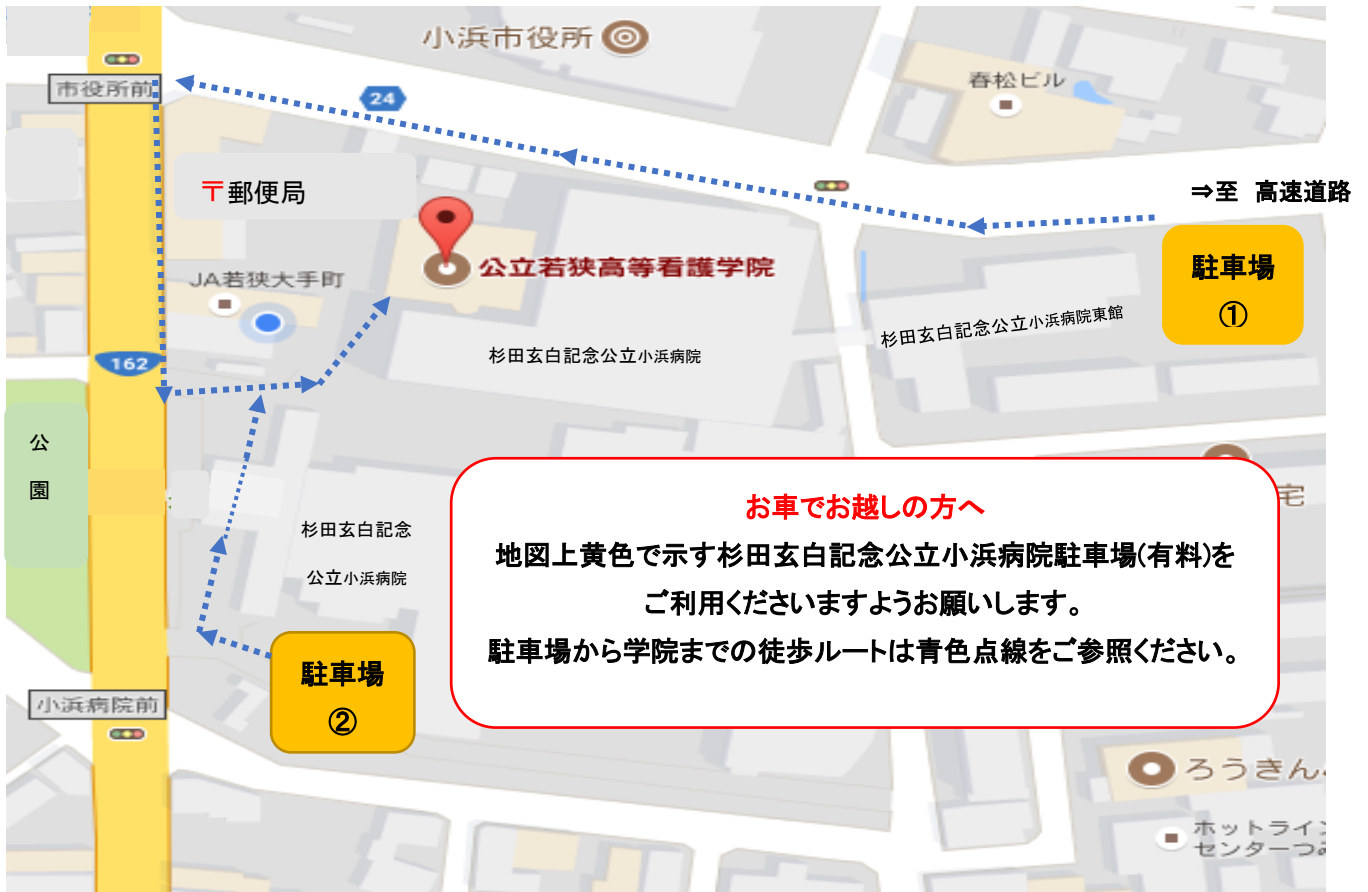 小浜市役所
春松ビル
市役所前
24
⇒至 高速道路
〒郵便局
公立若狭高等看護学院
駐車場
①
JA若狭大手町
杉田玄白記念公立小浜病院東館
杉田玄白記念公立小浜病院
162
公
園
お車でお越しの方へ
地図上黄色で示す杉田玄白記念公立小浜病院駐車場(有料)を
ご利用くださいますようお願いします。
駐車場から学院までの徒歩ルートは青色点線をご参照ください。
宅
杉田玄白記念
公立小浜病院
駐車場
②
小浜病院前
ろうきん
ホットライン
センターつみ